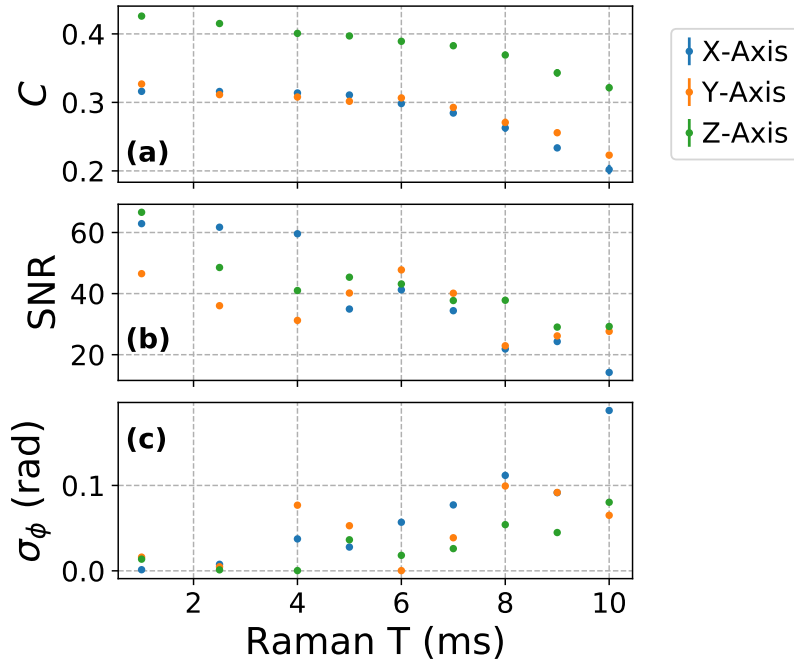 0.4
0.3
0.2
C
(a)
X-Axis
Y-Axis
Z-Axis
60
40
20
SNR
(b)
0.1
0.0
σϕ (rad)
(c)
2 4 6 8 10
Raman T (ms)